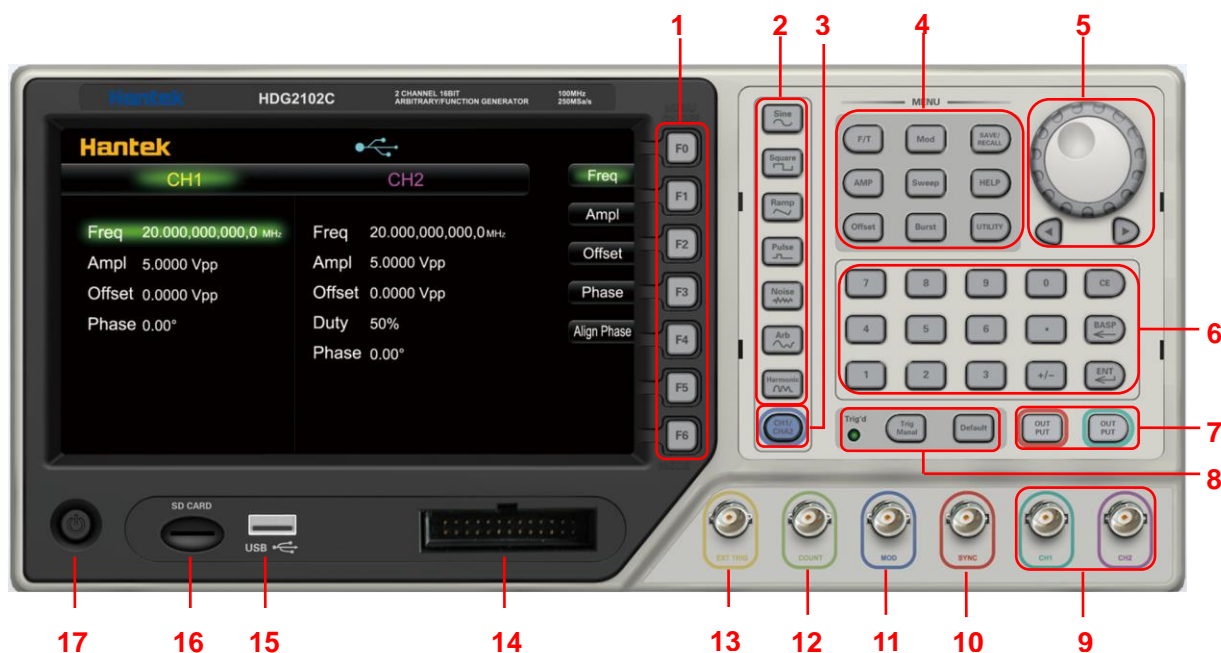 1 2 3 4 5
Hantek HDG2102C 2 CHANNEL 16BIT ARBITRARY/FUNCTION GENERATOR 100MHz 250MSa/s
Hantek
CH1 CH2
Freq 20.000,000,000,0 MHz
Ampl 5.0000 Vpp
Offset 0.0000 Vpp
Phase 0.00°
Freq 20.000,000,000,0 MHz
Ampl 5.0000 Vpp
Offset 0.0000 Vpp
Duty 50%
Phase 0.00°
Freq
Ampl
Offset
Phase
Align Phase
F0
F1
F2
F3
F4
F5
F6
Sine
Square
Ramp
Pulse
Noise
Arb
Harmonic
CH1/
CHA2
MENU
F/T Mod SAVE/
RECALL
AMP Sweep HELP
Offset Burst UTILITY
7 8 9 0 CE
4 5 6 . BASP
1 2 3 +/- ENT
6
Trig'd Trig
Manal Default
OUT
PUT
OUT
PUT
7
8
SD CARD
USB
EXT TRIG COUNT MOD SYNC CH1 CH2
17 16 15 14 13 12 11 10 9